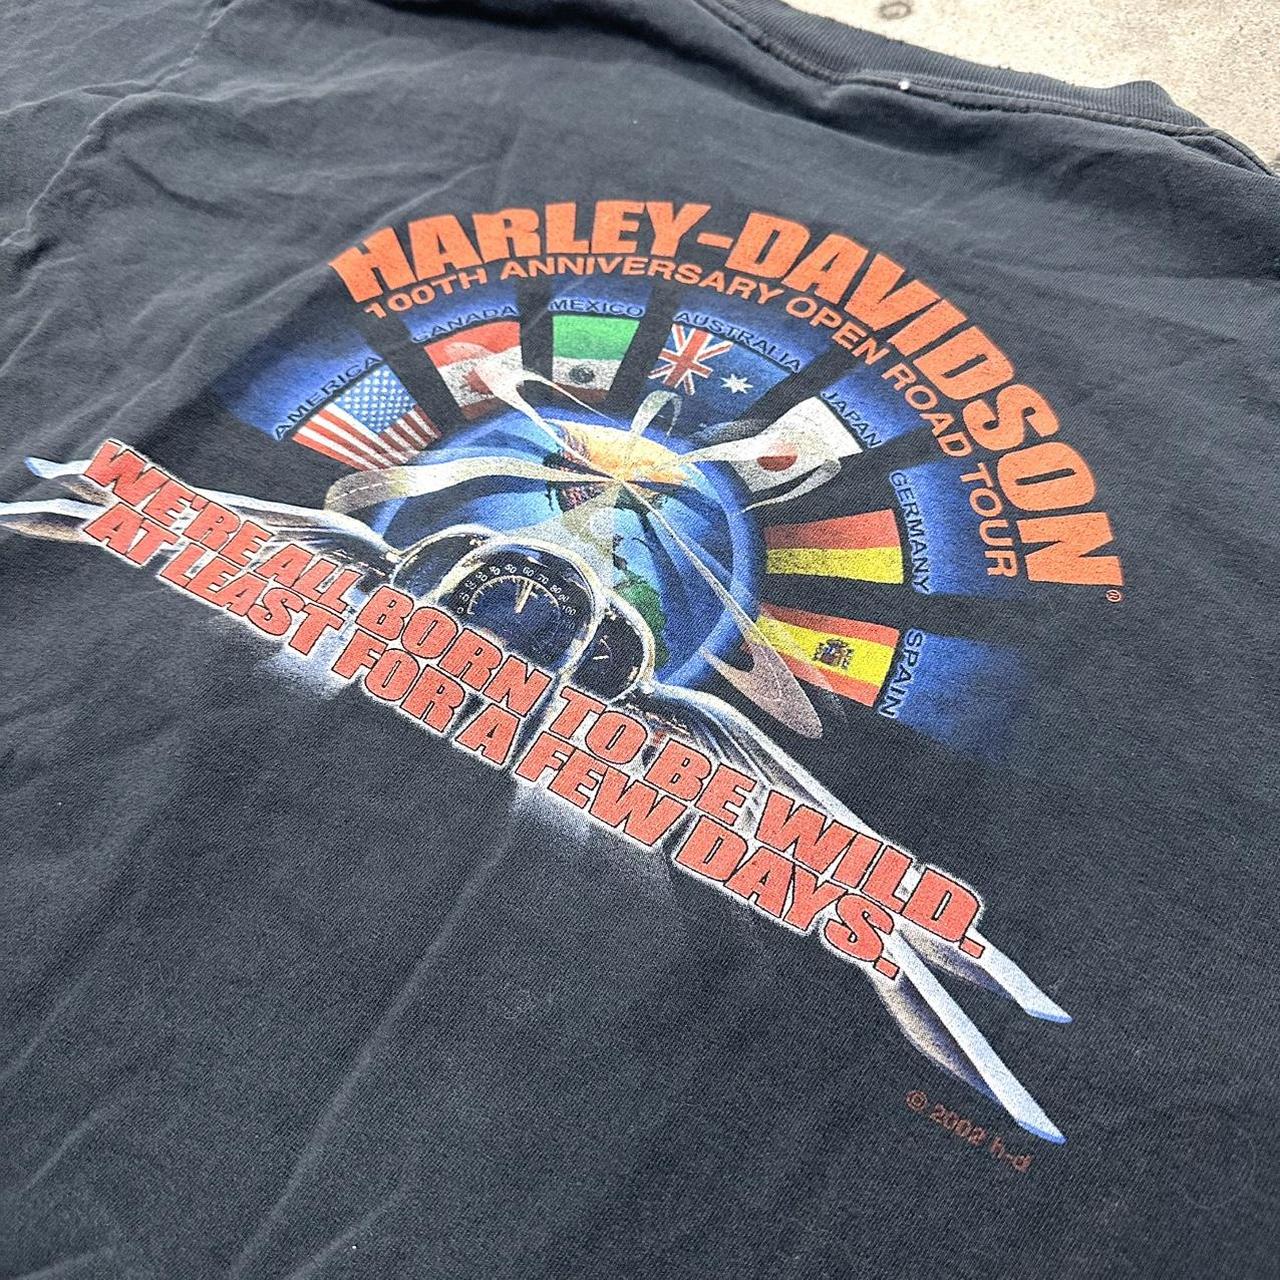 HARLEY-DAVIDSON®
100TH ANNIVERSARY OPEN ROAD TOUR
AMERICA
CANADA
MEXICO
AUSTRALIA
JAPAN
GERMANY
SPAIN
WE'RE ALL BORN TO BE WILD.
AT LEAST FOR A FEW DAYS.
© 2002 h-d